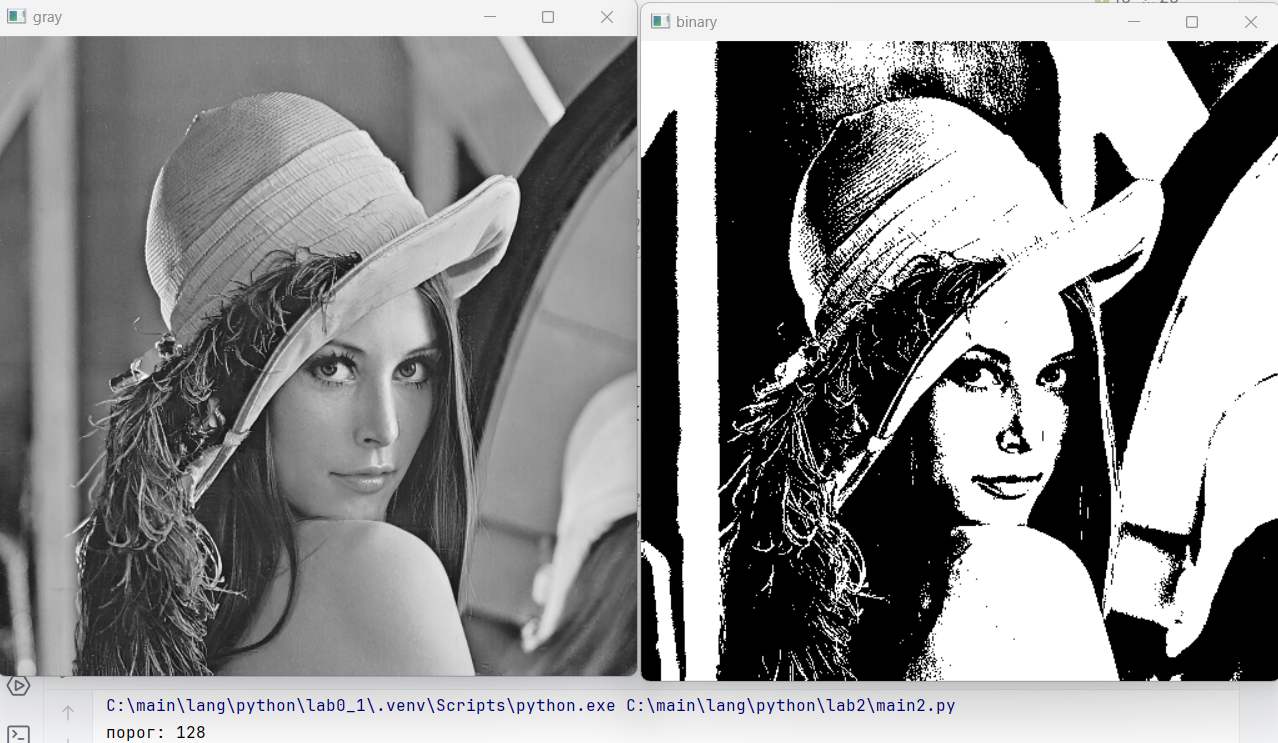 gray
binary
C:\main\lang\python\lab0_1\.venv\Scripts\python.exe C:\main\lang\python\lab2\main2.py
порог: 128